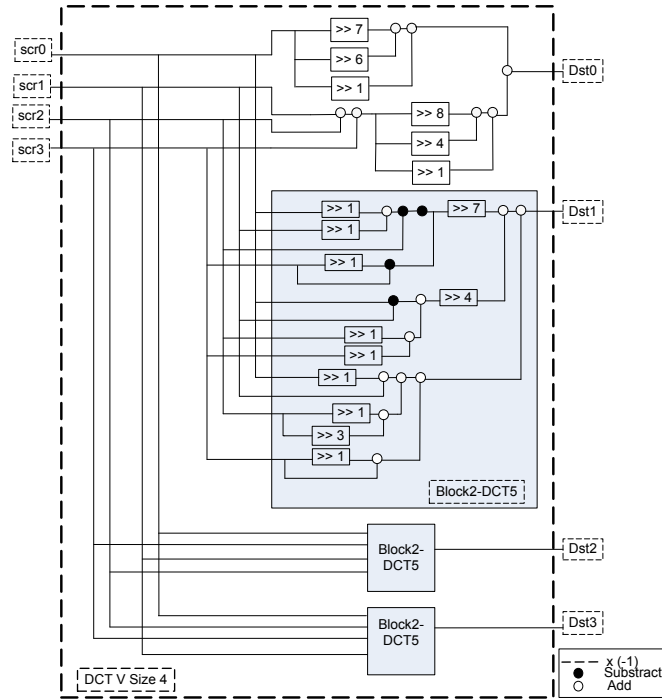 scr0
scr1
scr2
scr3
>> 7
>> 6
>> 1
>> 8
>> 4
>> 1
Dst0
>> 1
>> 1
>> 7
Dst1
>> 1
>> 4
>> 1
>> 1
>> 1
>> 1
>> 3
>> 1
Block2-DCT5
Block2-
DCT5
Dst2
Block2-
DCT5
Dst3
DCT V Size 4
x (-1)
Substract
Add